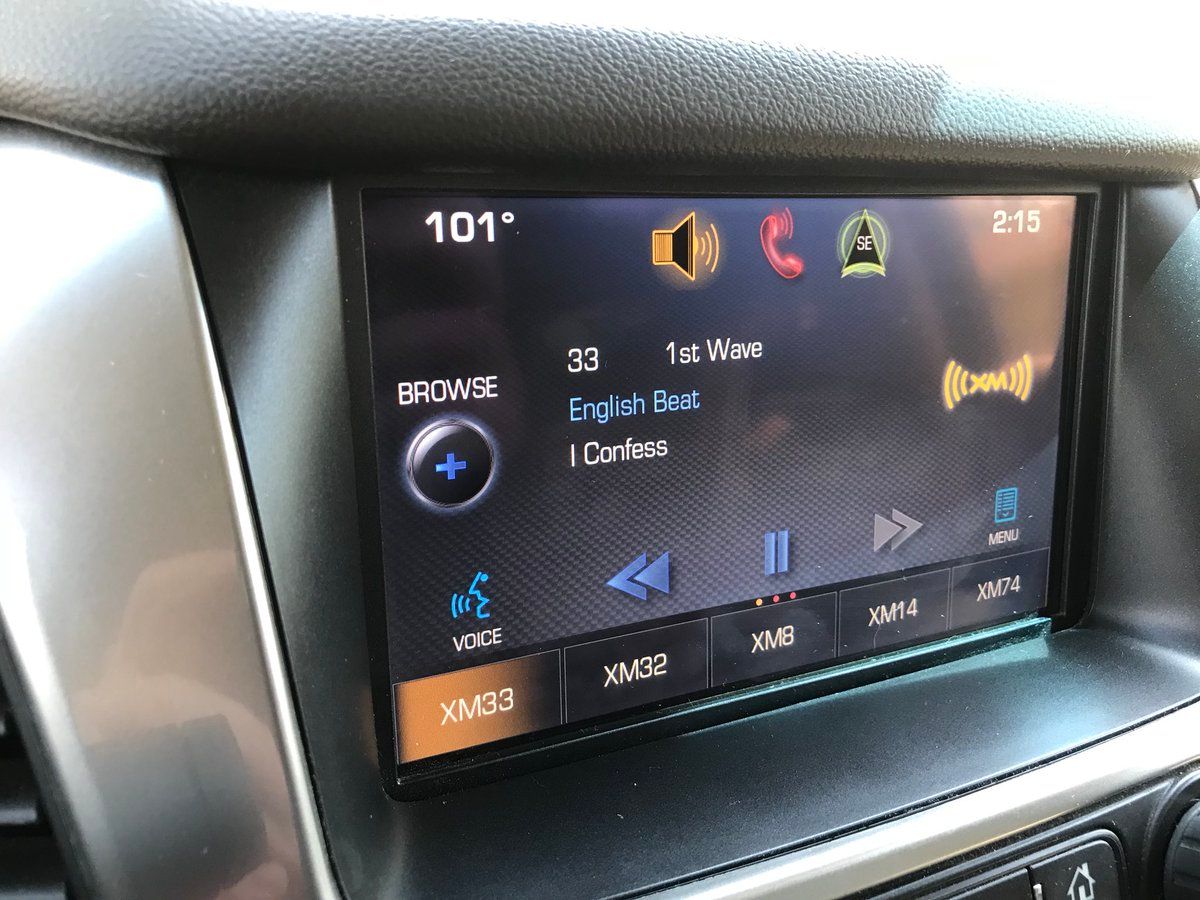 101°
SE
2:15
33 1st Wave
BROWSE
English Beat
XM
I Confess
MENU
VOICE
XM33 XM32 XM8 XM14 XM74